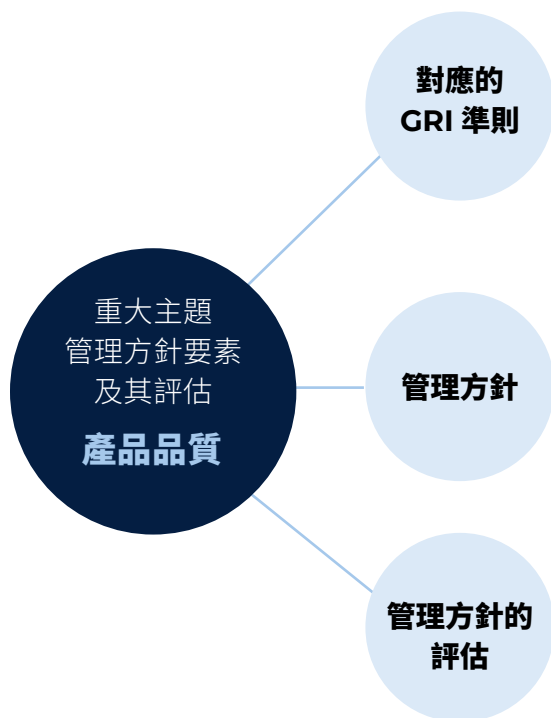 對應的
GRI 準則
重大主題
管理方針要素
及其評估
產品品質
管理方針
管理方針的
評估